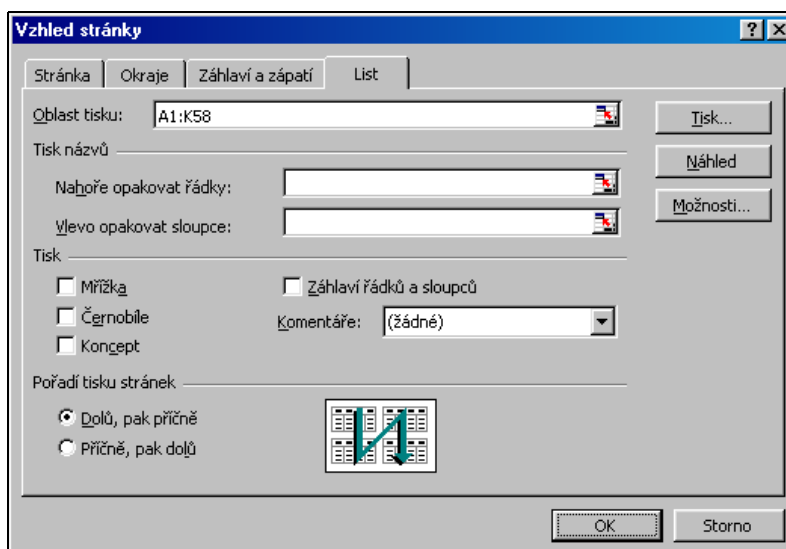 Vzhled stránky
Stránka Okraje Záhlaví a zápatí List
Oblast tisku: A1:K58 Tisk...
Tisk názvů Náhled
Nahoře opakovat řádky: Možnosti...
Vlevo opakovat sloupce:
Tisk
Mřížka Záhlaví řádků a sloupců
Černobíle Komentáře: (žádné)
Koncept
Pořadí tisku stránek
Dolů, pak příčně
Příčně, pak dolů
OK Storno